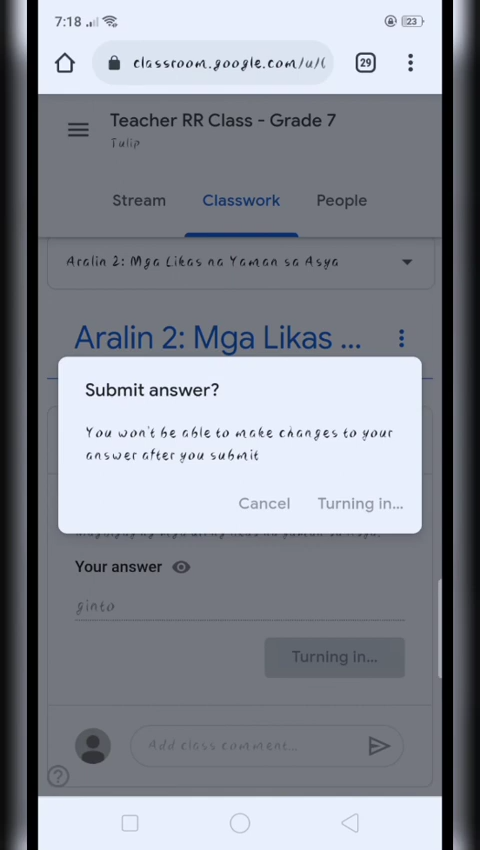 7:18
23
classroom.google.com/u/
29
Teacher RR Class - Grade 7
Tulip
Stream Classwork People
Aralin 2: Mga Likas na Yaman sa Asya
Aralin 2: Mga Likas ...
Submit answer?
You won't be able to make changes to your
answer after you submit
Cancel Turning in...
Your answer
ginto
Turning in...
Add class comment...
?